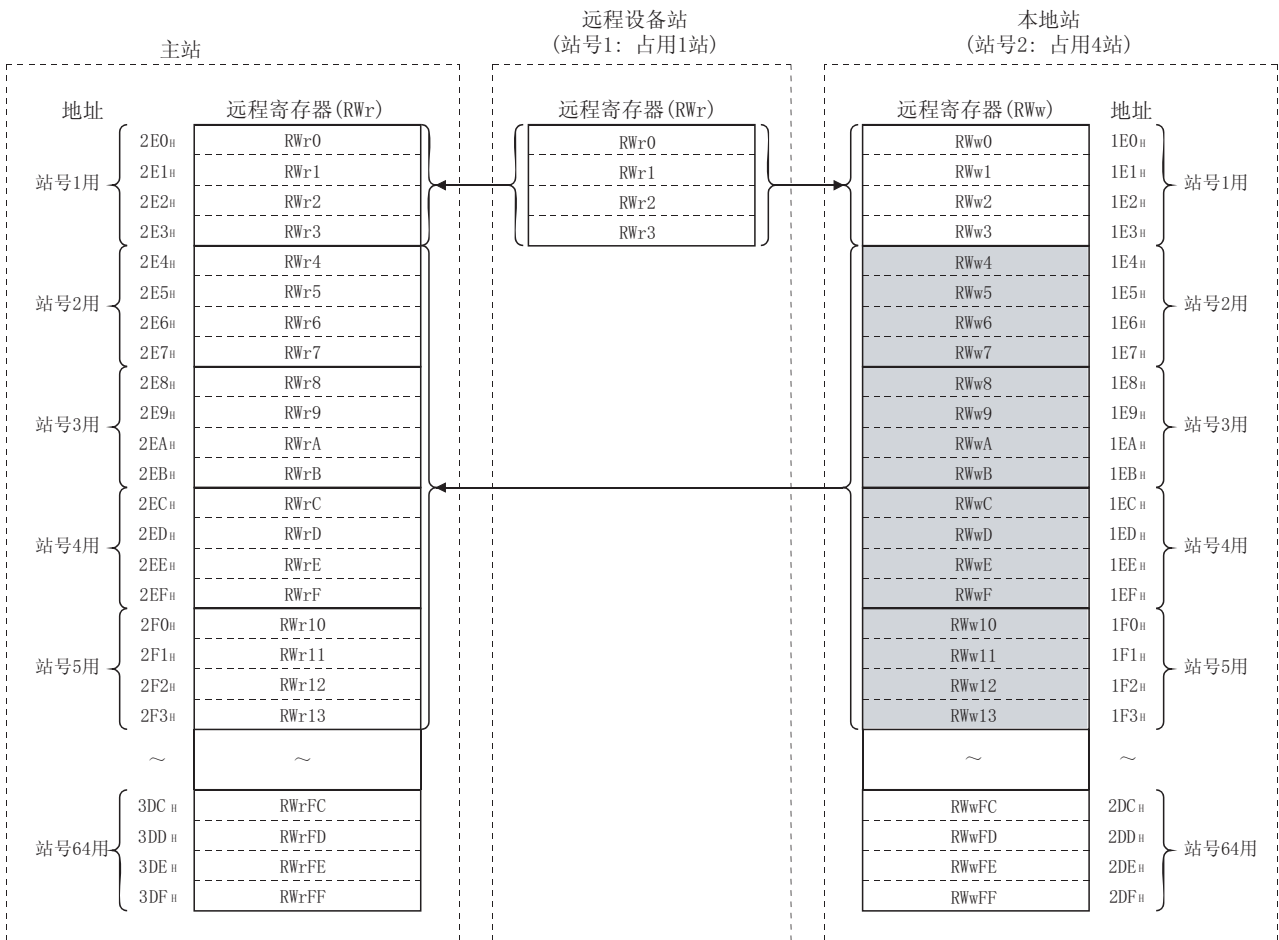 主站
远程设备站
(站号1: 占用1站)
本地站
(站号2: 占用4站)
地址 远程寄存器(RWr) 远程寄存器(RWr) 远程寄存器(RWw) 地址
2E0H RWr0 RWr0 RWw0 1E0H
2E1H RWr1 RWr1 RWw1 1E1H
站号1用 站号1用
2E2H RWr2 RWr2 RWw2 1E2H
2E3H RWr3 RWr3 RWw3 1E3H
2E4H RWr4 RWw4 1E4H
2E5H RWr5 RWw5 1E5H
站号2用 站号2用
2E6H RWr6 RWw6 1E6H
2E7H RWr7 RWw7 1E7H
2E8H RWr8 RWw8 1E8H
2E9H RWr9 RWw9 1E9H
站号3用 站号3用
2EAH RWrA RWwA 1EAH
2EBH RWrB RWwB 1EBH
2ECH RWrC RWwC 1ECH
2EDH RWrD RWwD 1EDH
站号4用 站号4用
2EEH RWrE RWwE 1EEH
2EFH RWrF RWwF 1EFH
2F0H RWr10 RWw10 1F0H
2F1H RWr11 RWw11 1F1H
站号5用 站号5用
2F2H RWr12 RWw12 1F2H
2F3H RWr13 RWw13 1F3H
～ ～ ～ ～
3DCH RWrFC RWwFC 2DCH
3DDH RWrFD RWwFD 2DDH
站号64用 站号64用
3DEH RWrFE RWwFE 2DEH
3DFH RWrFF RWwFF 2DFH